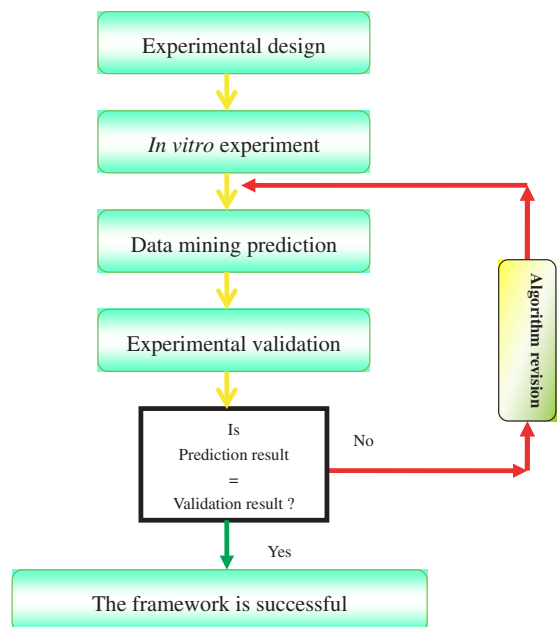 Experimental design
In vitro experiment
Data mining prediction
Experimental validation
Is
Prediction result
=
Validation result ?
No
Algorithm revision
Yes
The framework is successful